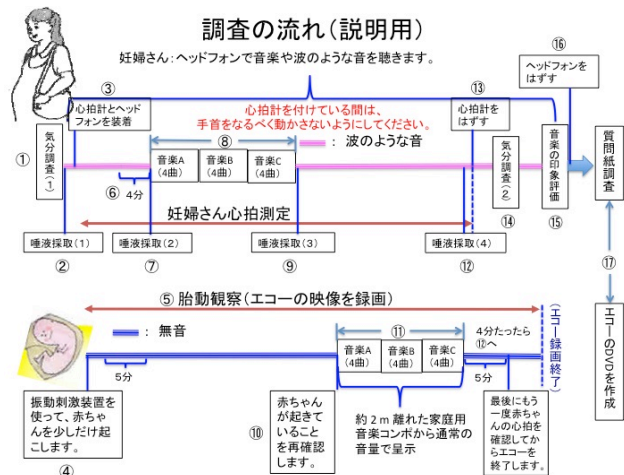 調査の流れ（説明用）
妊婦さん：ヘッドフォンで音楽や波のような音を聴きます。
⑯
ヘッドフォンを
はずす
③
心拍計とヘッド
フォンを装着
心拍計を付けている間は、
手首をなるべく動かさないようにしてください。
⑬
心拍計を
はずす
①
気分調査（１）
⑧
音楽A
（4曲）
音楽B
（4曲）
音楽C
（4曲）
：波のような音
⑥
4分
気分調査（２）
⑭
音楽の印象評価
⑮
質問紙調査
妊婦さん心拍測定
唾液採取（1）
②
唾液採取（2）
⑦
唾液採取（3）
⑨
唾液採取（4）
⑫
⑰
⑤ 胎動観察（エコーの映像を録画）
：無音
5分
⑪
音楽A
（4曲）
音楽B
（4曲）
音楽C
（4曲）
4分たったら
⑫へ
5分
（エコー録画終了）
エコーのDVDを作成
振動刺激装置を
使って、赤ちゃ
んを少しだけ起
こします。
④
⑩
赤ちゃん
が起きて
いること
を再確認
します。
約２ｍ離れた家庭用
音楽コンポから通常の
音量で呈示
最後にもう
一度赤ちゃ
んの心拍を
確認してか
らエコーを
終了します。